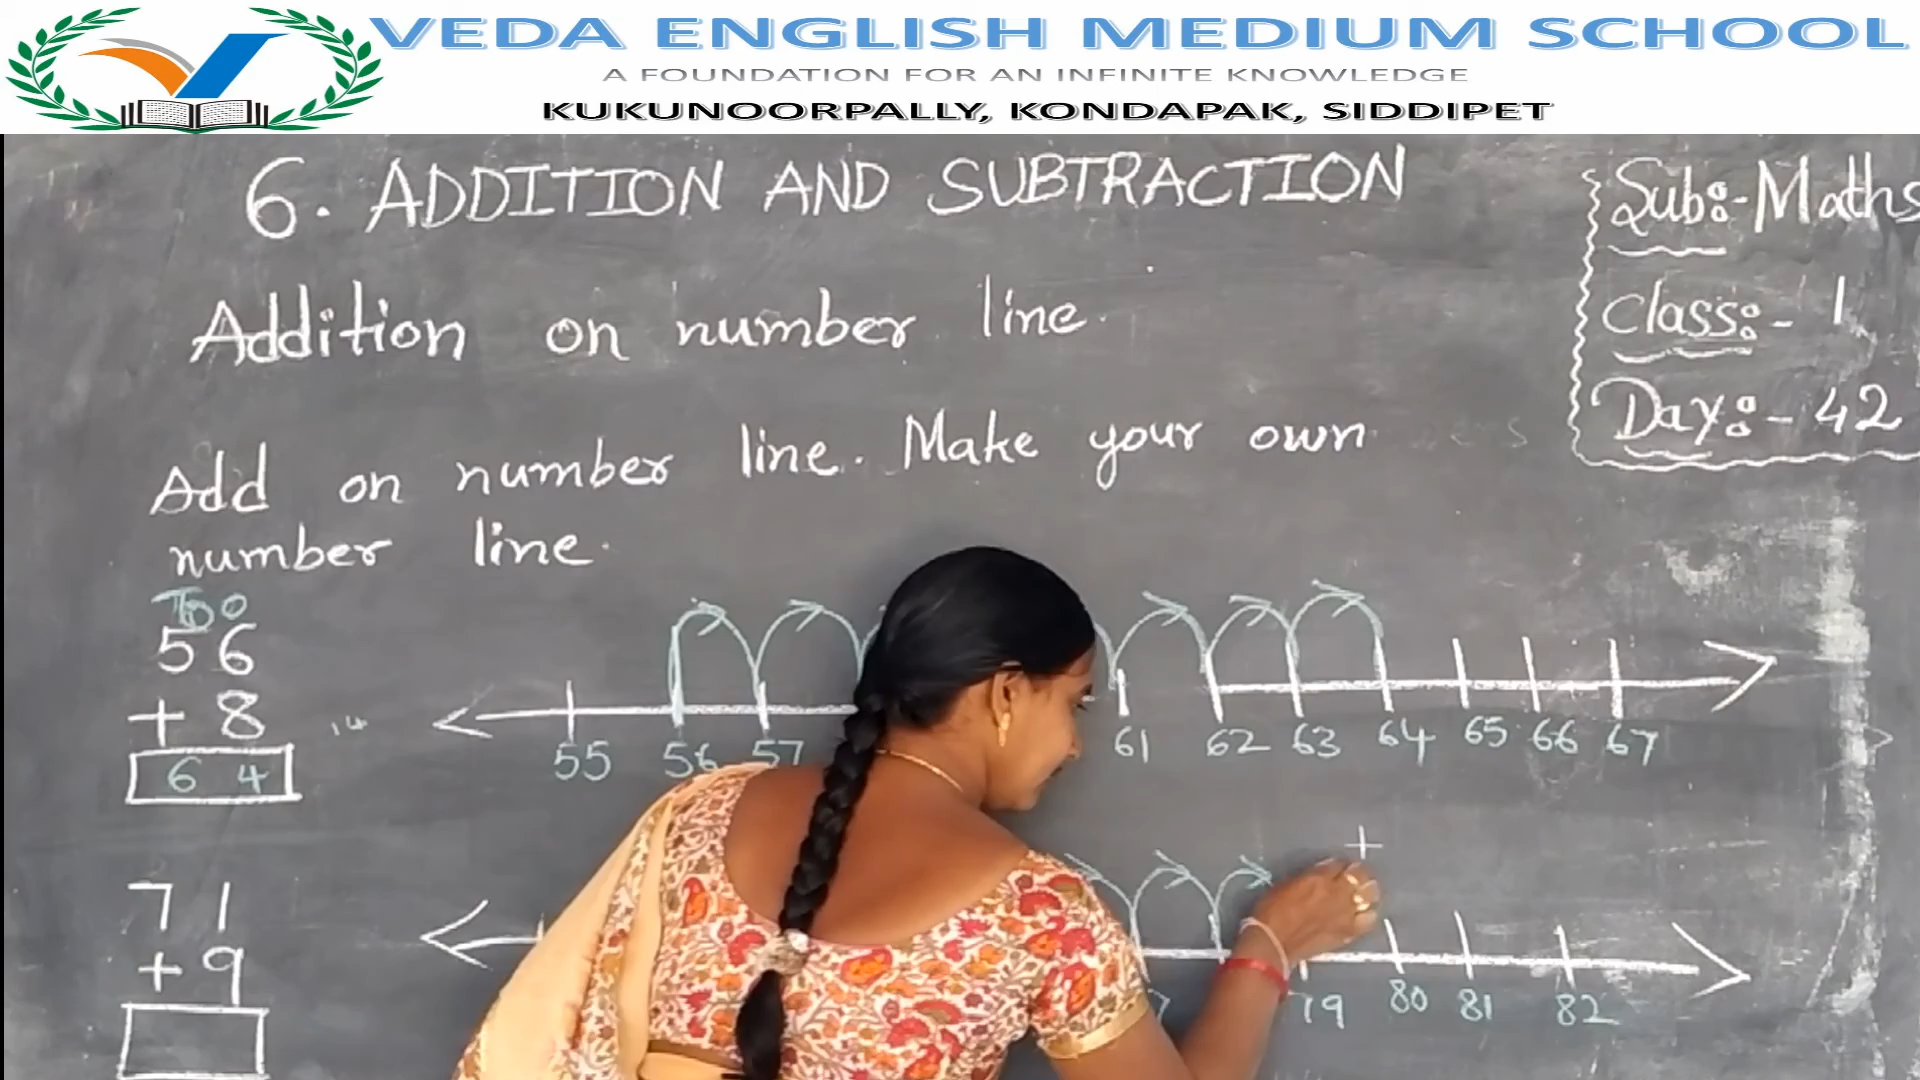 VEDA ENGLISH MEDIUM SCHOOL
A FOUNDATION FOR AN INFINITE KNOWLEDGE
KUKUNOORPALLY, KONDAPAK, SIDDIPET
6. ADDITION AND SUBTRACTION
Sub:- Maths
Class:- 1
Day:- 42
Addition on number line.
Add on number line. Make your own
number line.
T O
56
+ 8
64
14
55 56 57 61 62 63 64 65 66 67
71
+9
+
79 80 81 82